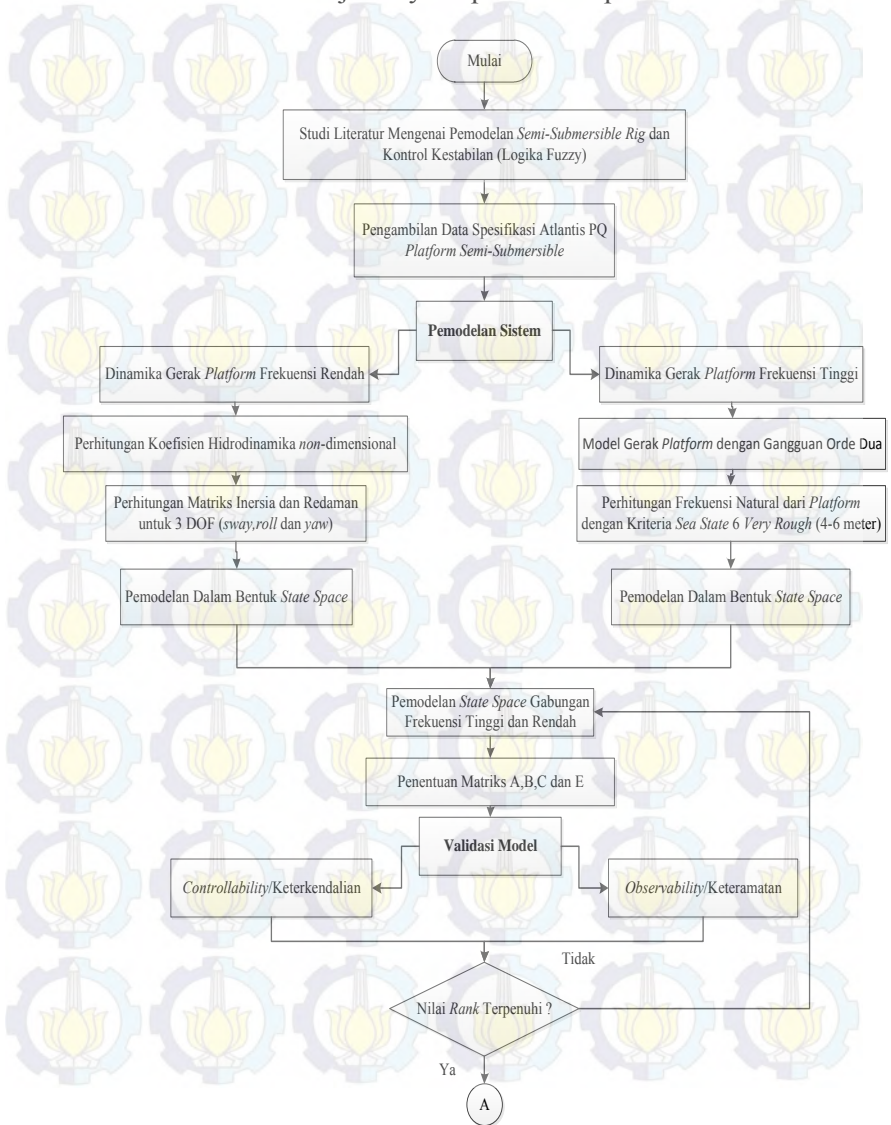 Mulai
Studi Literatur Mengenai Pemodelan Semi-Submersible Rig dan
Kontrol Kestabilan (Logika Fuzzy)
Pengambilan Data Spesifikasi Atlantis PQ
Platform Semi-Submersible
Pemodelan Sistem
Dinamika Gerak Platform Frekuensi Rendah
Dinamika Gerak Platform Frekuensi Tinggi
Perhitungan Koefisien Hidrodinamika non-dimensional
Model Gerak Platform dengan Gangguan Orde Dua
Perhitungan Matriks Inersia dan Redaman
untuk 3 DOF (sway,roll dan yaw)
Perhitungan Frekuensi Natural dari Platform
dengan Kriteria Sea State 6 Very Rough (4-6 meter)
Pemodelan Dalam Bentuk State Space
Pemodelan Dalam Bentuk State Space
Pemodelan State Space Gabungan
Frekuensi Tinggi dan Rendah
Penentuan Matriks A,B,C dan E
Validasi Model
Controllability/Keterkendalian
Observability/Keteramatan
Tidak
Nilai Rank Terpenuhi ?
Ya
A